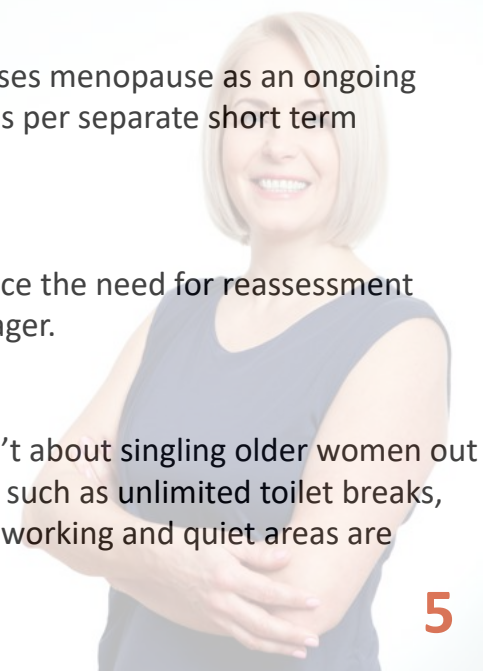 ses menopause as an ongoing
s per separate short term
ce the need for reassessment
ager.
't about singling older women out
such as unlimited toilet breaks,
working and quiet areas are
5